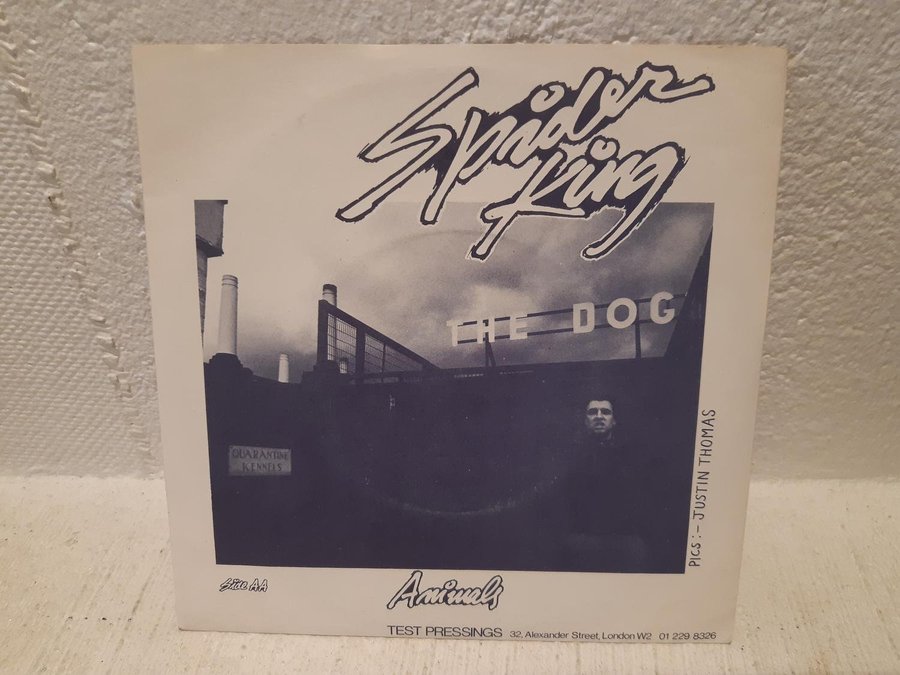 Spider
King
THE DOG
QUARANTINE
KENNELS
PICS:- JUSTIN THOMAS
Side AA
Animals
TEST PRESSINGS 32, Alexander Street, London W2 01 229 8326